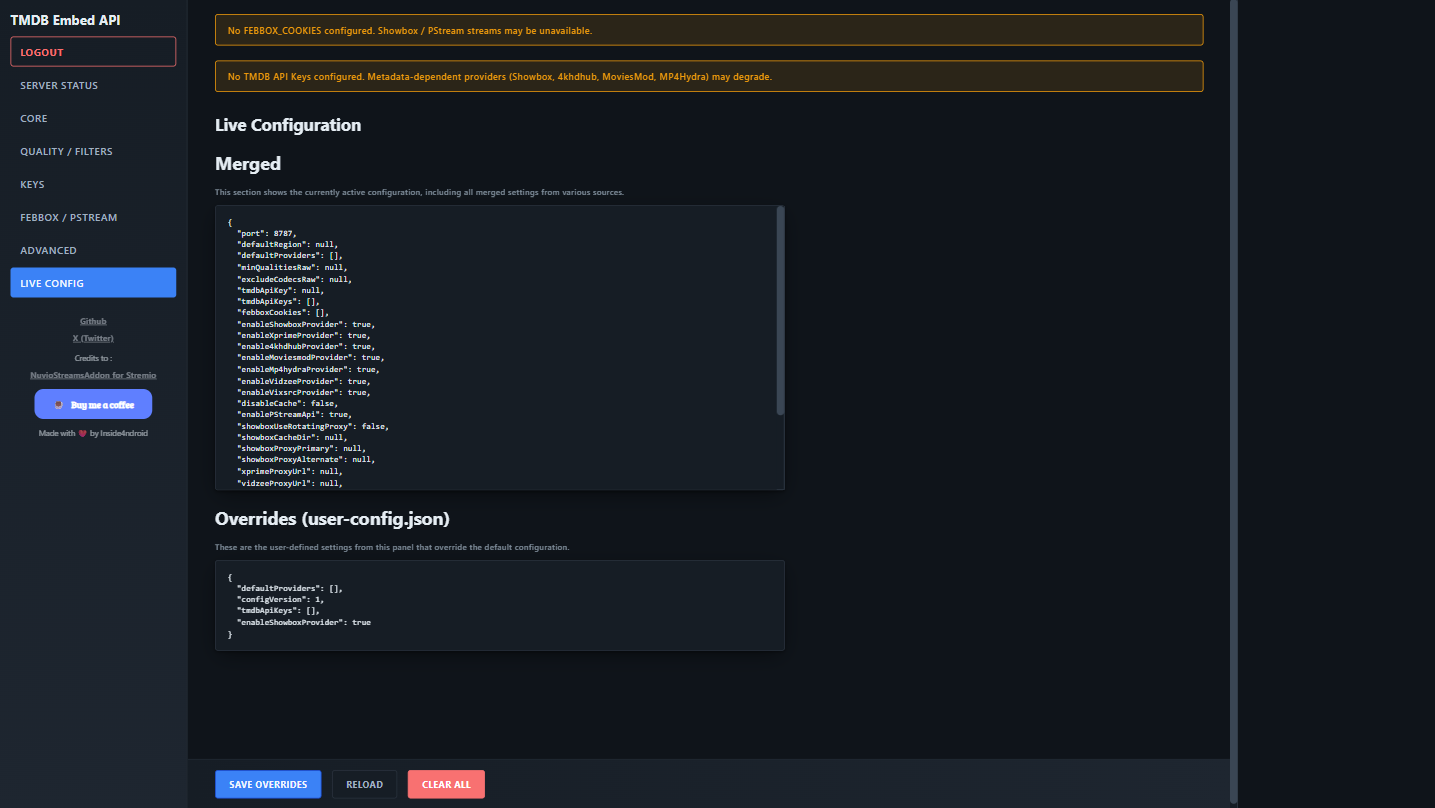 TMDB Embed API
LOGOUT
SERVER STATUS
CORE
QUALITY / FILTERS
KEYS
FEBBOX / PSTREAM
ADVANCED
LIVE CONFIG
Github
X (Twitter)
Credits to :
NuvioStreamsAddon for Stremio
Buy me a coffee
Made with ❤ by Inside4ndroid
No FEBBOX_COOKIES configured. Showbox / PStream streams may be unavailable.
No TMDB API Keys configured. Metadata-dependent providers (Showbox, 4khdhub, MoviesMod, MP4Hydra) may degrade.
Live Configuration
Merged
This section shows the currently active configuration, including all merged settings from various sources.
{
"port": 8787,
"defaultRegion": null,
"defaultProviders": [],
"minQualitiesRaw": null,
"excludeCodecsRaw": null,
"tmdbApiKey": null,
"tmdbApiKeys": [],
"febboxCookies": [],
"enableShowboxProvider": true,
"enableXprimeProvider": true,
"enable4khdhubProvider": true,
"enableMoviesmodProvider": true,
"enableMp4hydraProvider": true,
"enableVidzeeProvider": true,
"enableVixsrcProvider": true,
"disableCache": false,
"enablePStreamApi": true,
"showboxUseRotatingProxy": false,
"showboxCacheDir": null,
"showboxProxyPrimary": null,
"showboxProxyAlternate": null,
"xprimeProxyUrl": null,
"vidzeeProxyUrl": null,
Overrides (user-config.json)
These are the user-defined settings from this panel that override the default configuration.
{
"defaultProviders": [],
"configVersion": 1,
"tmdbApiKeys": [],
"enableShowboxProvider": true
}
SAVE OVERRIDES
RELOAD
CLEAR ALL